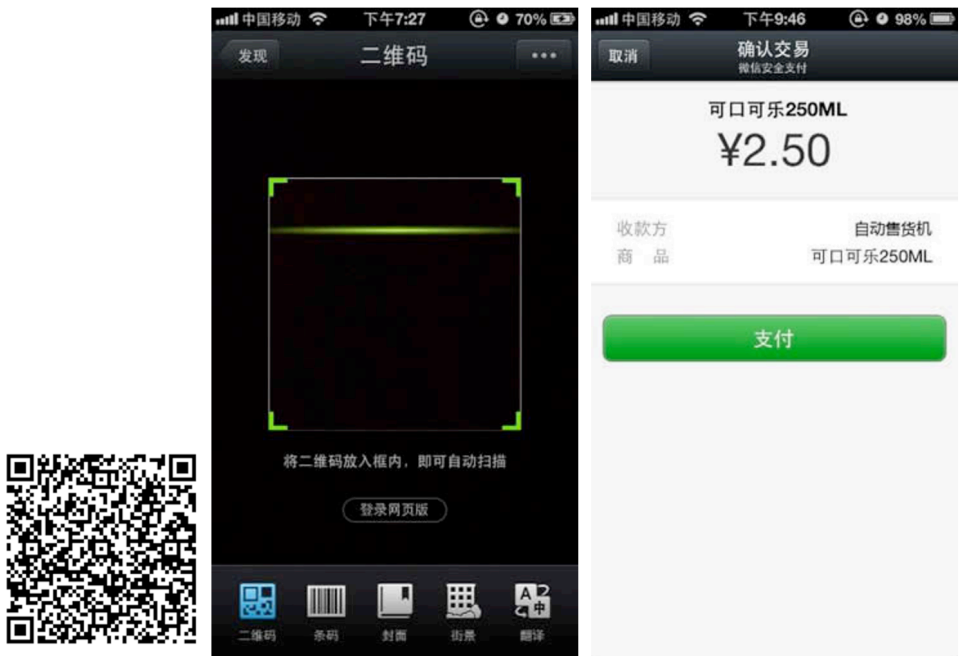 中国移动 下午7:27 70%
发现 二维码
将二维码放入框内，即可自动扫描
登录网页版
二维码 条码 封面 街景 翻译
中国移动 下午9:46 98%
取消 确认交易
微信安全支付
可口可乐250ML
¥2.50
收款方 自动售货机
商 品 可口可乐250ML
支付